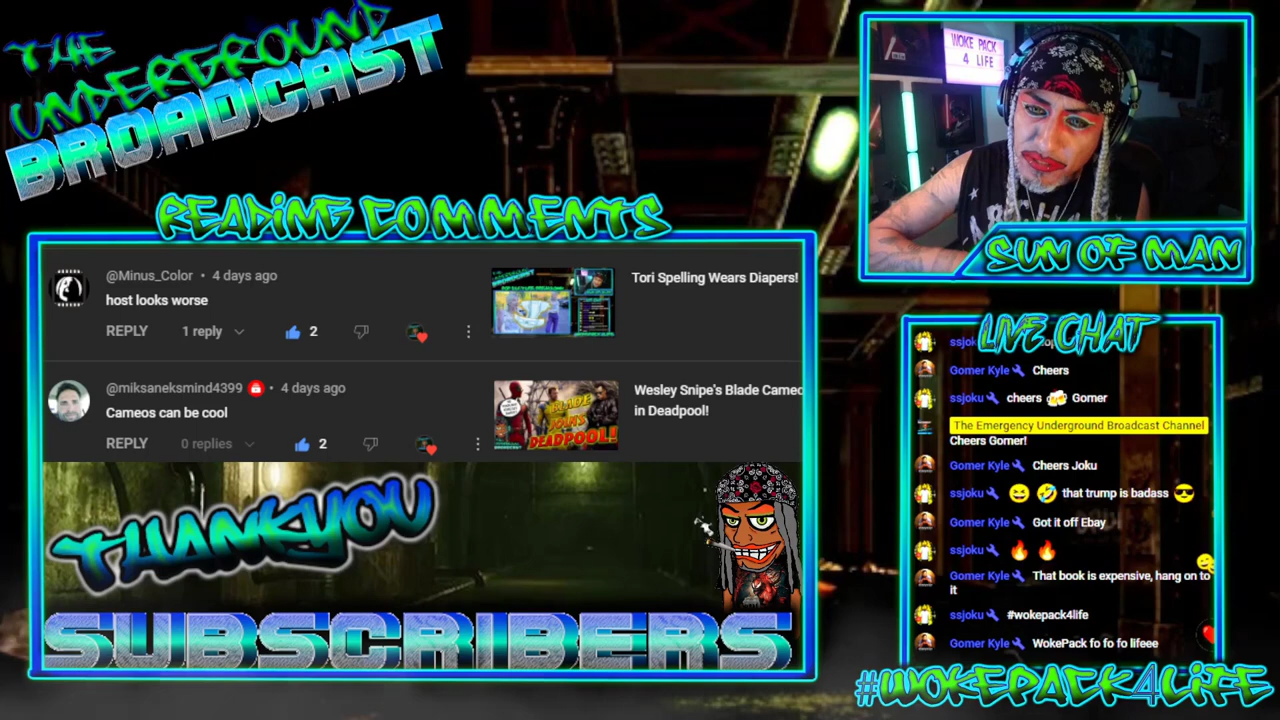 THE
UNDERGROUND
BROADCAST
READING COMMENTS
@Minus_Color • 4 days ago
host looks worse
REPLY 1 reply 2
Tori Spelling Wears Diapers!
@miksaneksmind4399 • 4 days ago
Cameos can be cool
REPLY 0 replies 2
Wesley Snipe's Blade Cameo
in Deadpool!
BLADE
JOINS
DEADPOOL!
THANKYOU
SUBSCRIBERS
WOKE PACK
4 LIFE
SUN OF MAN
LIVE CHAT
Gomer Kyle Cheers
ssjoku cheers 🍻 Gomer
The Emergency Underground Broadcast Channel
Cheers Gomer!
Gomer Kyle Cheers Joku
ssjoku 😆 🤣 that trump is badass 😎
Gomer Kyle Got it off Ebay
ssjoku 🔥 🔥
Gomer Kyle That book is expensive, hang on to
it
ssjoku #wokepack4life
Gomer Kyle WokePack fo fo fo lifeee
#WOKEPACK4LIFE